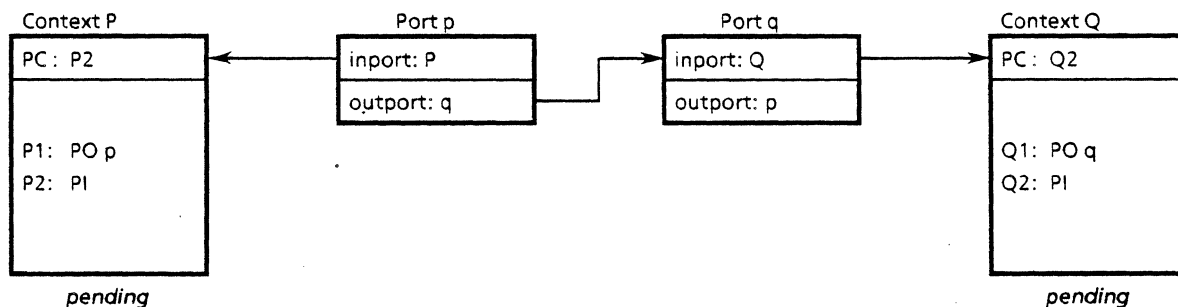 Context P
Port p
Port q
Context Q
PC: P2
inport: P
inport: Q
PC: Q2
outport: q
outport: p
P1: PO p
P2: PI
Q1: PO q
Q2: PI
pending
pending